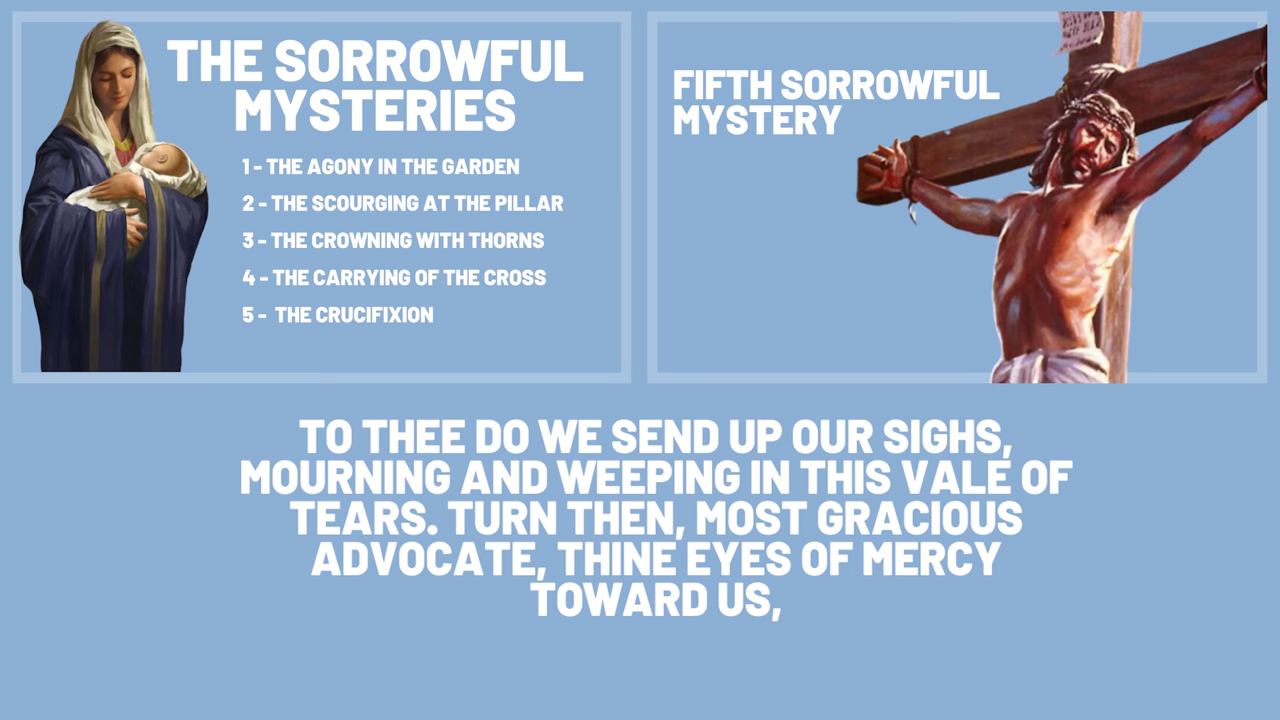 THE SORROWFUL
MYSTERIES
1 - THE AGONY IN THE GARDEN
2 - THE SCOURGING AT THE PILLAR
3 - THE CROWNING WITH THORNS
4 - THE CARRYING OF THE CROSS
5 - THE CRUCIFIXION
FIFTH SORROWFUL
MYSTERY
TO THEE DO WE SEND UP OUR SIGHS,
MOURNING AND WEEPING IN THIS VALE OF
TEARS. TURN THEN, MOST GRACIOUS
ADVOCATE, THINE EYES OF MERCY
TOWARD US,